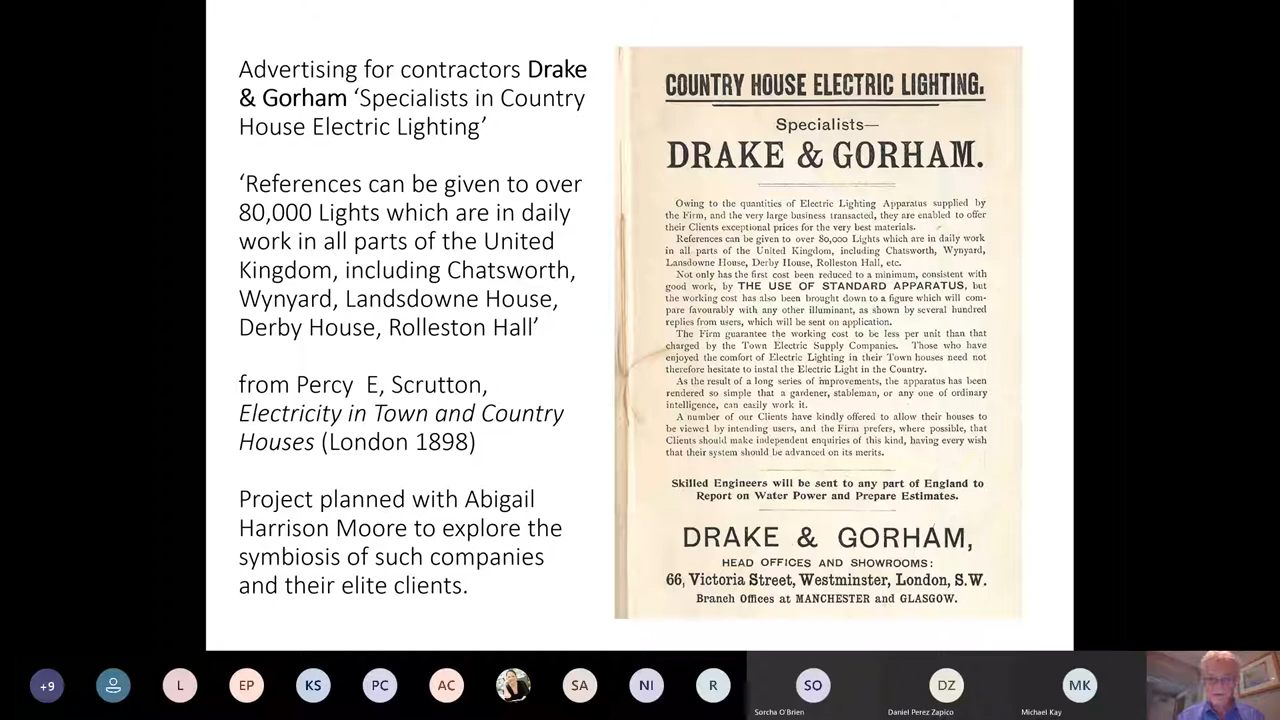 Advertising for contractors Drake
& Gorham ‘Specialists in Country
House Electric Lighting’
‘References can be given to over
80,000 Lights which are in daily
work in all parts of the United
Kingdom, including Chatsworth,
Wynyard, Landsdowne House,
Derby House, Rolleston Hall’
from Percy E, Scrutton,
Electricity in Town and Country
Houses (London 1898)
Project planned with Abigail
Harrison Moore to explore the
symbiosis of such companies
and their elite clients.
COUNTRY HOUSE ELECTRIC LIGHTING.
Specialists—
DRAKE & GORHAM.
Owing to the quantities of Electric Lighting Apparatus supplied by
the Firm, and the very large business transacted, they are enabled to offer
their Clients exceptional prices for the very best materials.
References can be given to over 80,000 Lights which are in daily work
in all parts of the United Kingdom, including Chatsworth, Wynyard,
Lansdowne House, Derby House, Rolleston Hall, etc.
Not only has the first cost been reduced to a minimum, consistent with
good work, by THE USE OF STANDARD APPARATUS, but
the working cost has also been brought down to a figure which will com-
pare favourably with any other illuminant, as shown by several hundred
replies from users, which will be sent on application.
The Firm guarantee the working cost to be less per unit than that
charged by the Town Electric Supply Companies. Those who have
enjoyed the comfort of Electric Lighting in their Town houses need not
therefore hesitate to instal the Electric Light in the Country.
As the result of a long series of improvements, the apparatus has been
rendered so simple that a gardener, stableman, or any one of ordinary
intelligence, can easily work it.
A number of our Clients have kindly offered to allow their houses to
be viewed by intending users, and the Firm prefers, where possible, that
Clients should make independent enquiries of this kind, having every wish
that their system should be advanced on its merits.
Skilled Engineers will be sent to any part of England to
Report on Water Power and Prepare Estimates.
DRAKE & GORHAM,
HEAD OFFICES AND SHOWROOMS:
66, Victoria Street, Westminster, London, S.W.
Branch Offices at MANCHESTER and GLASGOW.
+9
L
EP
KS
PC
AC
SA
NI
R
SO
DZ
MK
Sorcha O'Brien
Daniel Perez Zapico
Michael Kay